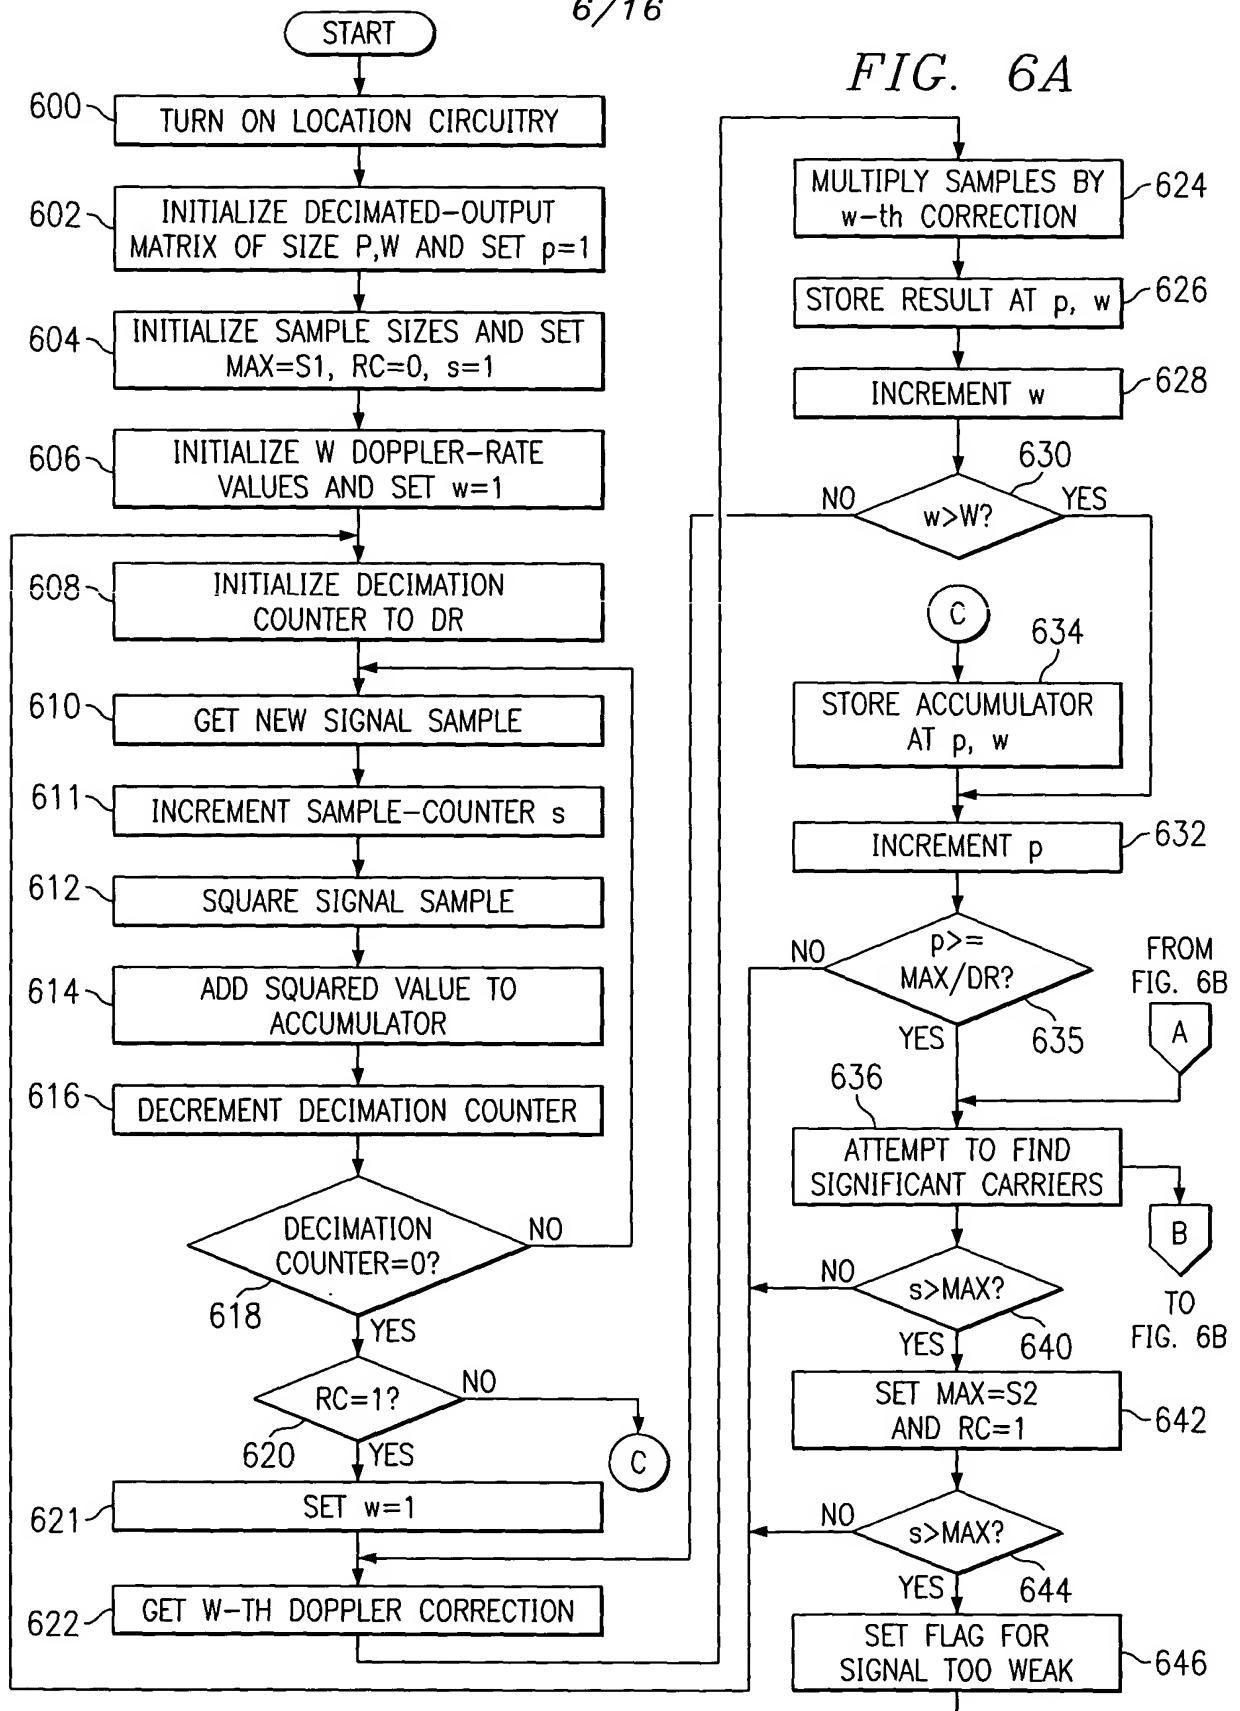 6/16
FIG. 6A
START
600
TURN ON LOCATION CIRCUITRY
602
INITIALIZE DECIMATED-OUTPUT
MATRIX OF SIZE P,W AND SET p=1
604
INITIALIZE SAMPLE SIZES AND SET
MAX=S1, RC=0, s=1
606
INITIALIZE W DOPPLER-RATE
VALUES AND SET w=1
608
INITIALIZE DECIMATION
COUNTER TO DR
610
GET NEW SIGNAL SAMPLE
611
INCREMENT SAMPLE-COUNTER s
612
SQUARE SIGNAL SAMPLE
614
ADD SQUARED VALUE TO
ACCUMULATOR
616
DECREMENT DECIMATION COUNTER
DECIMATION
COUNTER=0?
NO
618
YES
RC=1?
NO
620
YES
C
621
SET w=1
622
GET W-TH DOPPLER CORRECTION
MULTIPLY SAMPLES BY
w-th CORRECTION
624
STORE RESULT AT p, w
626
INCREMENT w
628
630
NO
w>W?
YES
C
634
STORE ACCUMULATOR
AT p, w
INCREMENT p
632
NO
p>=
MAX/DR?
YES
635
FROM
FIG. 6B
A
636
ATTEMPT TO FIND
SIGNIFICANT CARRIERS
B
TO
FIG. 6B
NO
s>MAX?
YES
640
SET MAX=S2
AND RC=1
642
NO
s>MAX?
YES
644
SET FLAG FOR
SIGNAL TOO WEAK
646